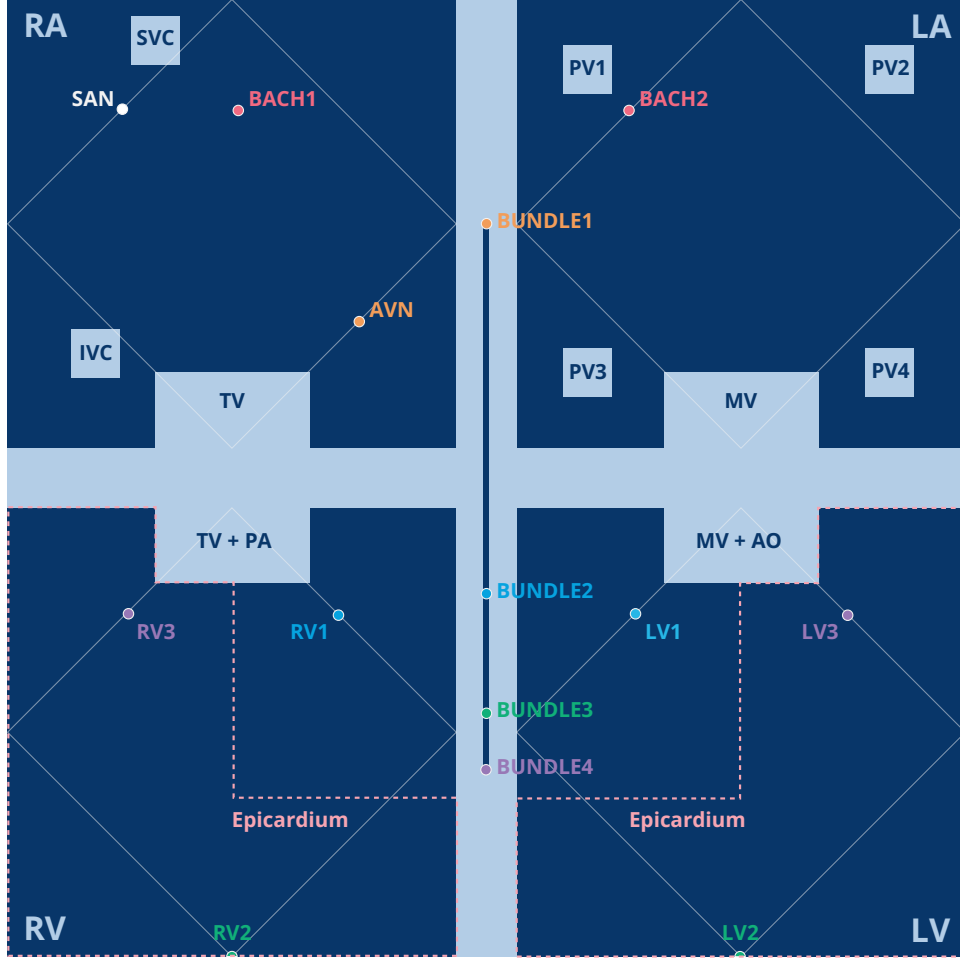 RA
SVC
SAN
BACH1
LA
PV1
PV2
BACH2
BUNDLE1
AVN
IVC
TV
PV3
PV4
MV
TV + PA
MV + AO
BUNDLE2
RV3
RV1
LV1
LV3
BUNDLE3
BUNDLE4
Epicardium
Epicardium
RV
RV2
LV2
LV